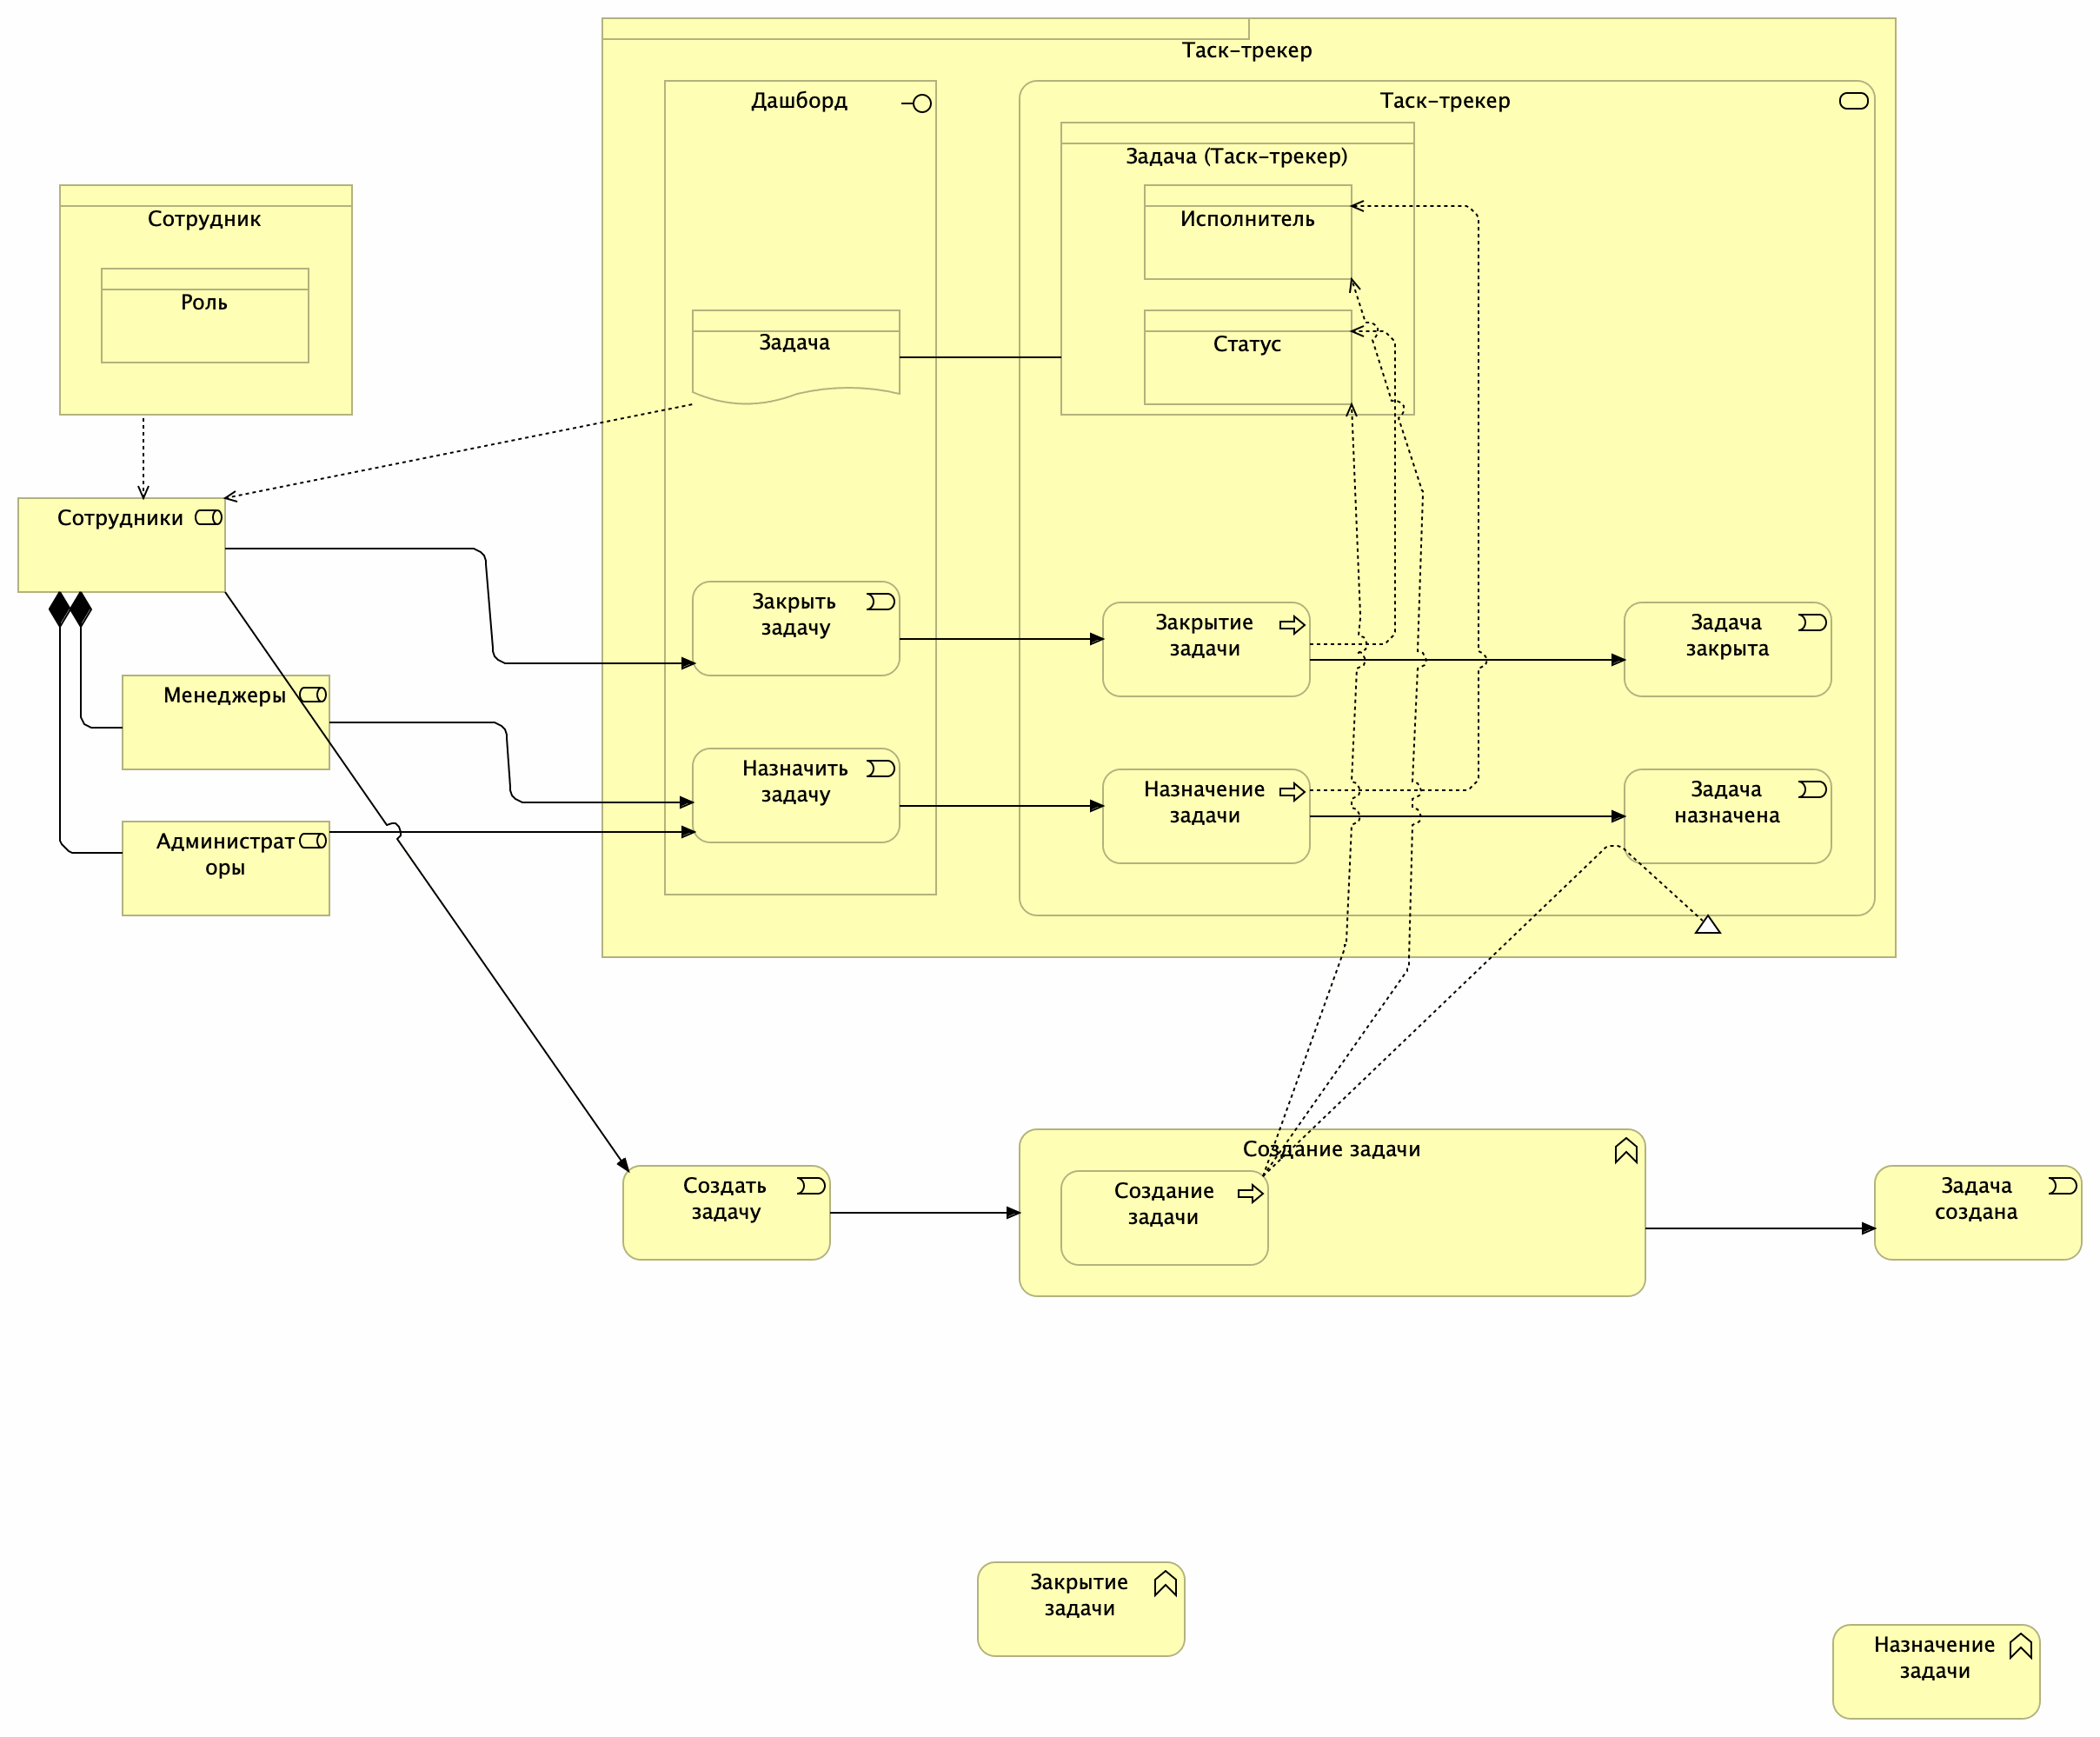 Таск-трекер
Дашборд
Таск-трекер
Задача (Таск-трекер)
Сотрудник
Исполнитель
Роль
Задача
Статус
Сотрудники
Закрыть
задачу
Закрытие
задачи
Задача
закрыта
Менеджеры
Назначить
задачу
Назначение
задачи
Задача
назначена
Администрат
оры
Создание задачи
Создать
задачу
Создание
задачи
Задача
создана
Закрытие
задачи
Назначение
задачи